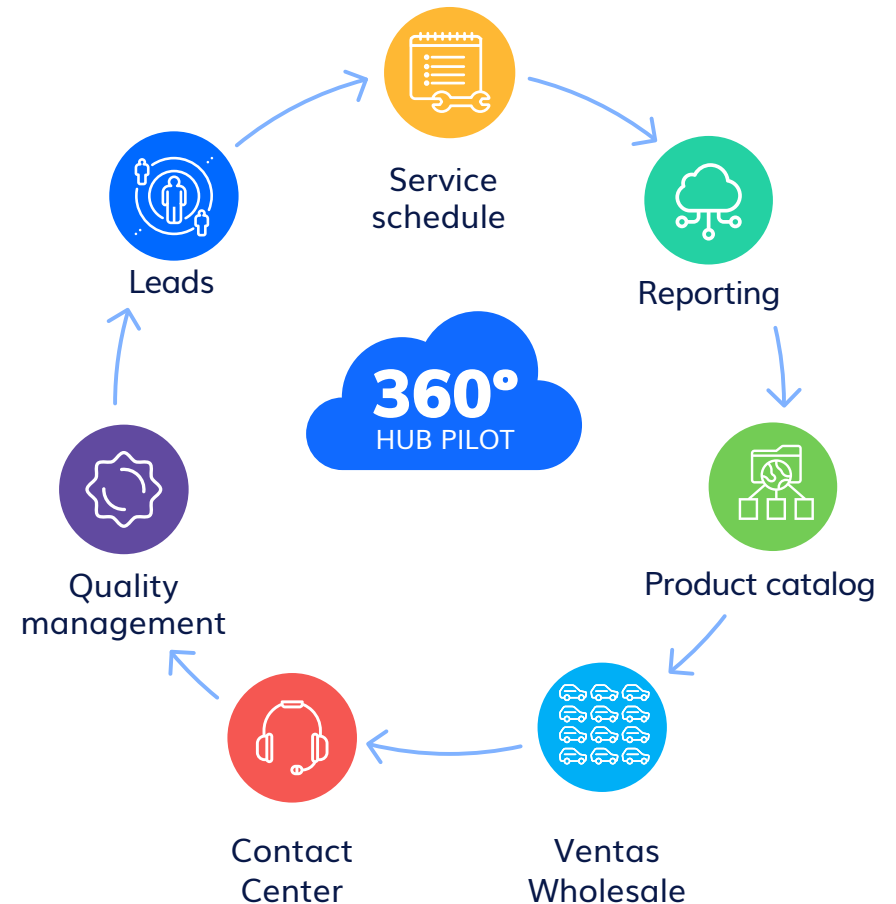 Service
schedule
Leads
Reporting
360°
HUB PILOT
Quality
management
Product catalog
Contact
Center
Ventas
Wholesale